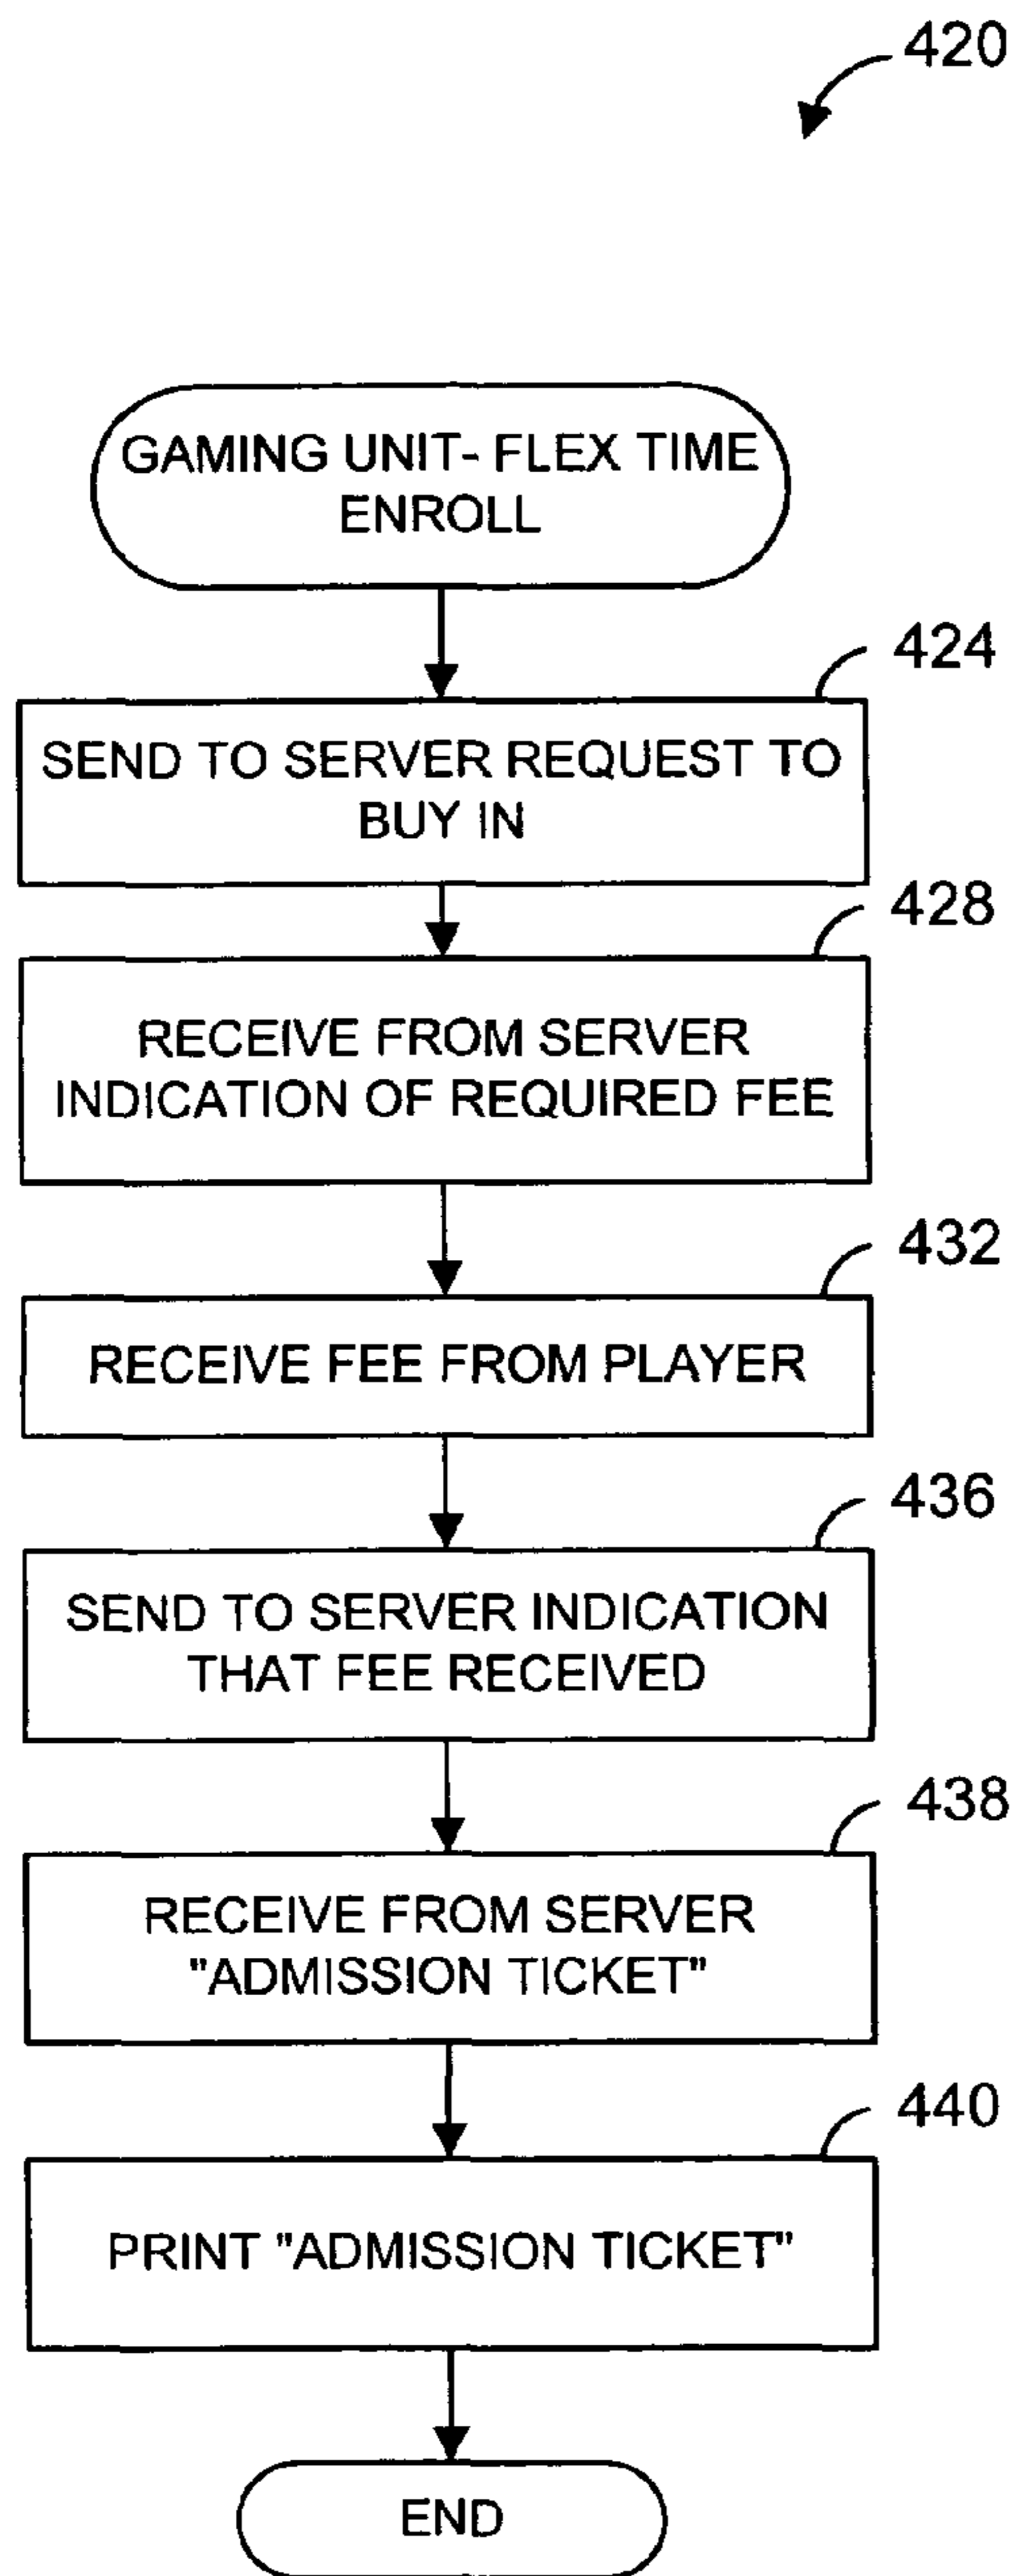 420
GAMING UNIT- FLEX TIME
ENROLL
424
SEND TO SERVER REQUEST TO
BUY IN
428
RECEIVE FROM SERVER
INDICATION OF REQUIRED FEE
432
RECEIVE FEE FROM PLAYER
436
SEND TO SERVER INDICATION
THAT FEE RECEIVED
438
RECEIVE FROM SERVER
"ADMISSION TICKET"
440
PRINT "ADMISSION TICKET"
END